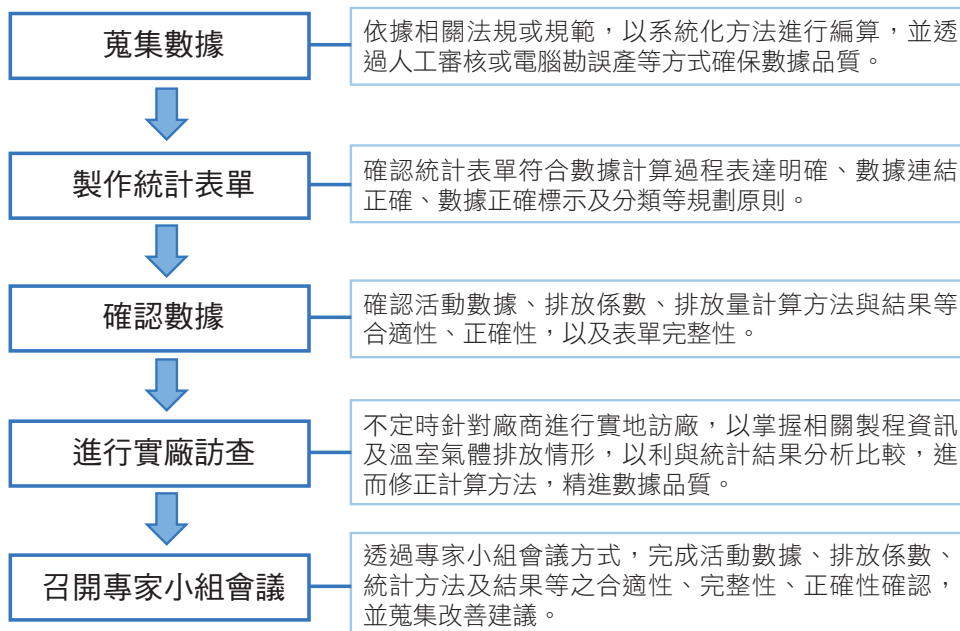 蒐集數據
依據相關法規或規範，以系統化方法進行編算，並透
過人工審核或電腦勘誤產等方式確保數據品質。
製作統計表單
確認統計表單符合數據計算過程表達明確、數據連結
正確、數據正確標示及分類等規劃原則。
確認數據
確認活動數據、排放係數、排放量計算方法與結果等
合適性、正確性，以及表單完整性。
進行實廠訪查
不定時針對廠商進行實地訪廠，以掌握相關製程資訊
及溫室氣體排放情形，以利與統計結果分析比較，進
而修正計算方法，精進數據品質。
召開專家小組會議
透過專家小組會議方式，完成活動數據、排放係數、
統計方法及結果等之合適性、完整性、正確性確認，
並蒐集改善建議。